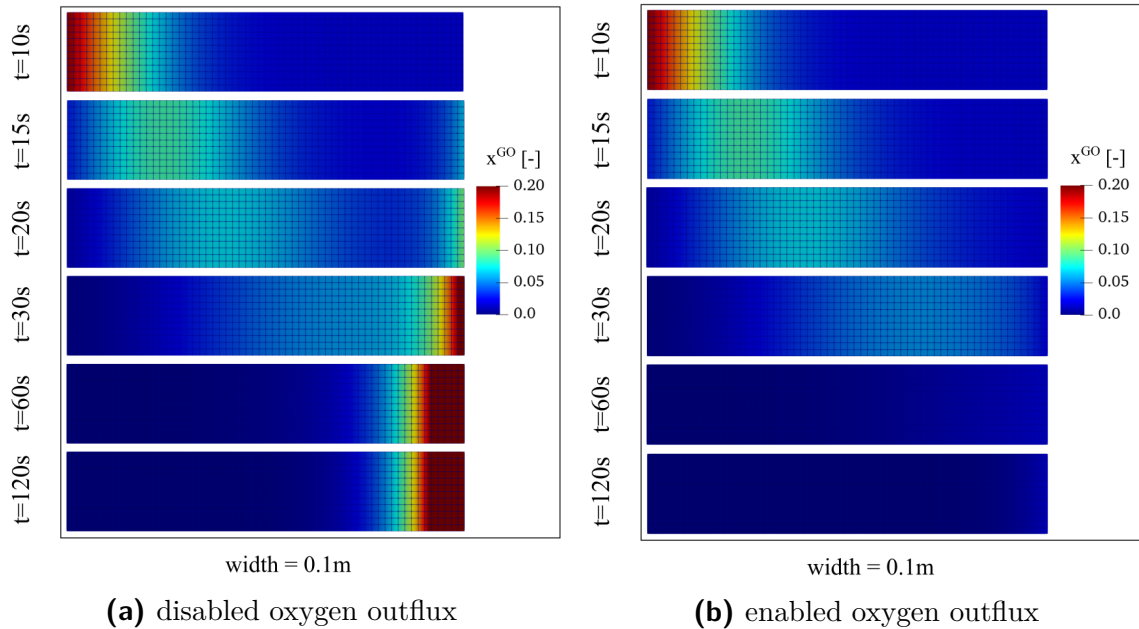 t=10s
t=15s
t=20s
t=30s
t=60s
t=120s
x^GO [-]
0.20
0.15
0.10
0.05
0.0
width = 0.1m
(a) disabled oxygen outflux
t=10s
t=15s
t=20s
t=30s
t=60s
t=120s
x^GO [-]
0.20
0.15
0.10
0.05
0.0
width = 0.1m
(b) enabled oxygen outflux